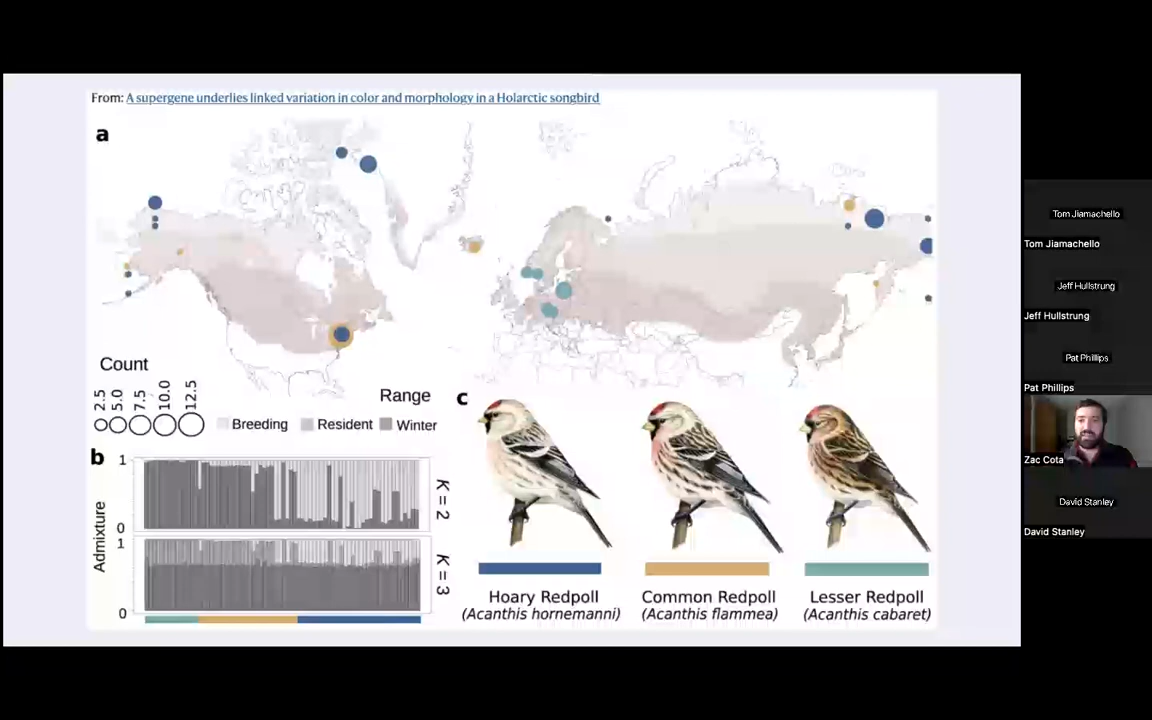 From: A supergene underlies linked variation in color and morphology in a Holarctic songbird
a
Count
2.5 5.0 7.5 10.0 12.5
Range
Breeding Resident Winter
b
Admixture
1
0
K = 2
1
0
K = 3
c
Hoary Redpoll
(Acanthis hornemanni)
Common Redpoll
(Acanthis flammea)
Lesser Redpoll
(Acanthis cabaret)
Tom Jiamachello
Tom Jiamachello
Jeff Hullstrung
Jeff Hullstrung
Pat Phillips
Pat Phillips
Zac Cota
David Stanley
David Stanley